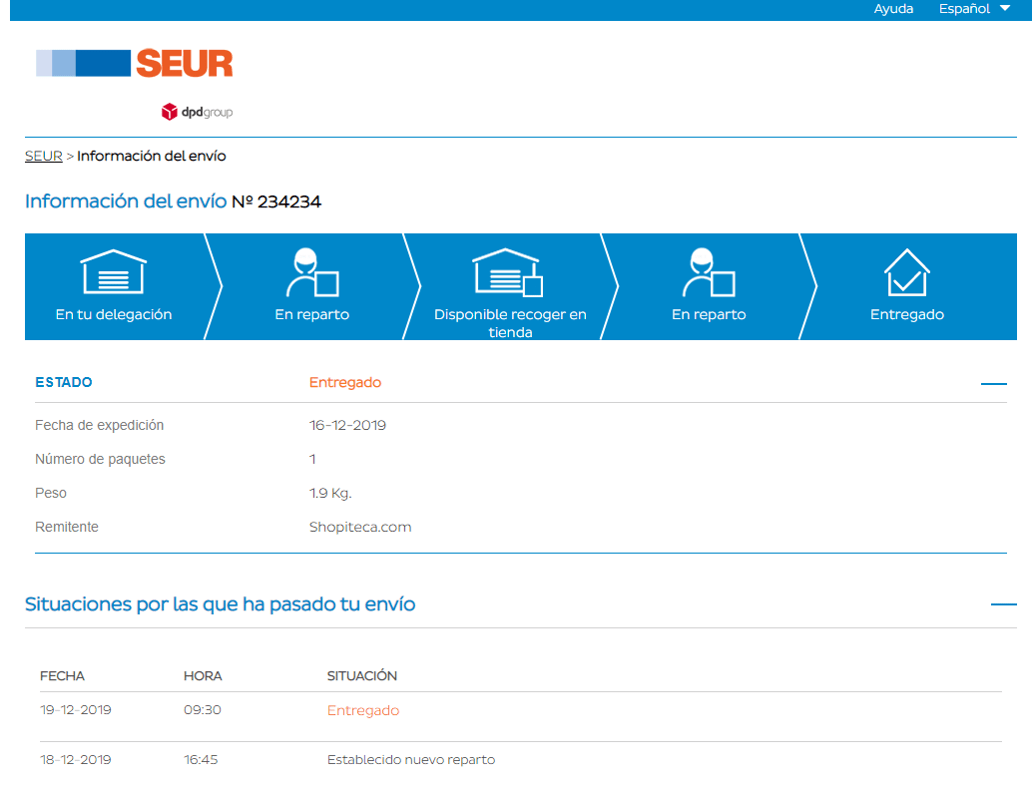 Ayuda Español
SEUR
dpdgroup
SEUR > Información del envío
Información del envío Nº 234234
En tu delegación
En reparto
Disponible recoger en
tienda
En reparto
Entregado
ESTADO Entregado
Fecha de expedición 16-12-2019
Número de paquetes 1
Peso 1.9 Kg.
Remitente Shopiteca.com
Situaciones por las que ha pasado tu envío
FECHA HORA SITUACIÓN
19-12-2019 09:30 Entregado
18-12-2019 16:45 Establecido nuevo reparto